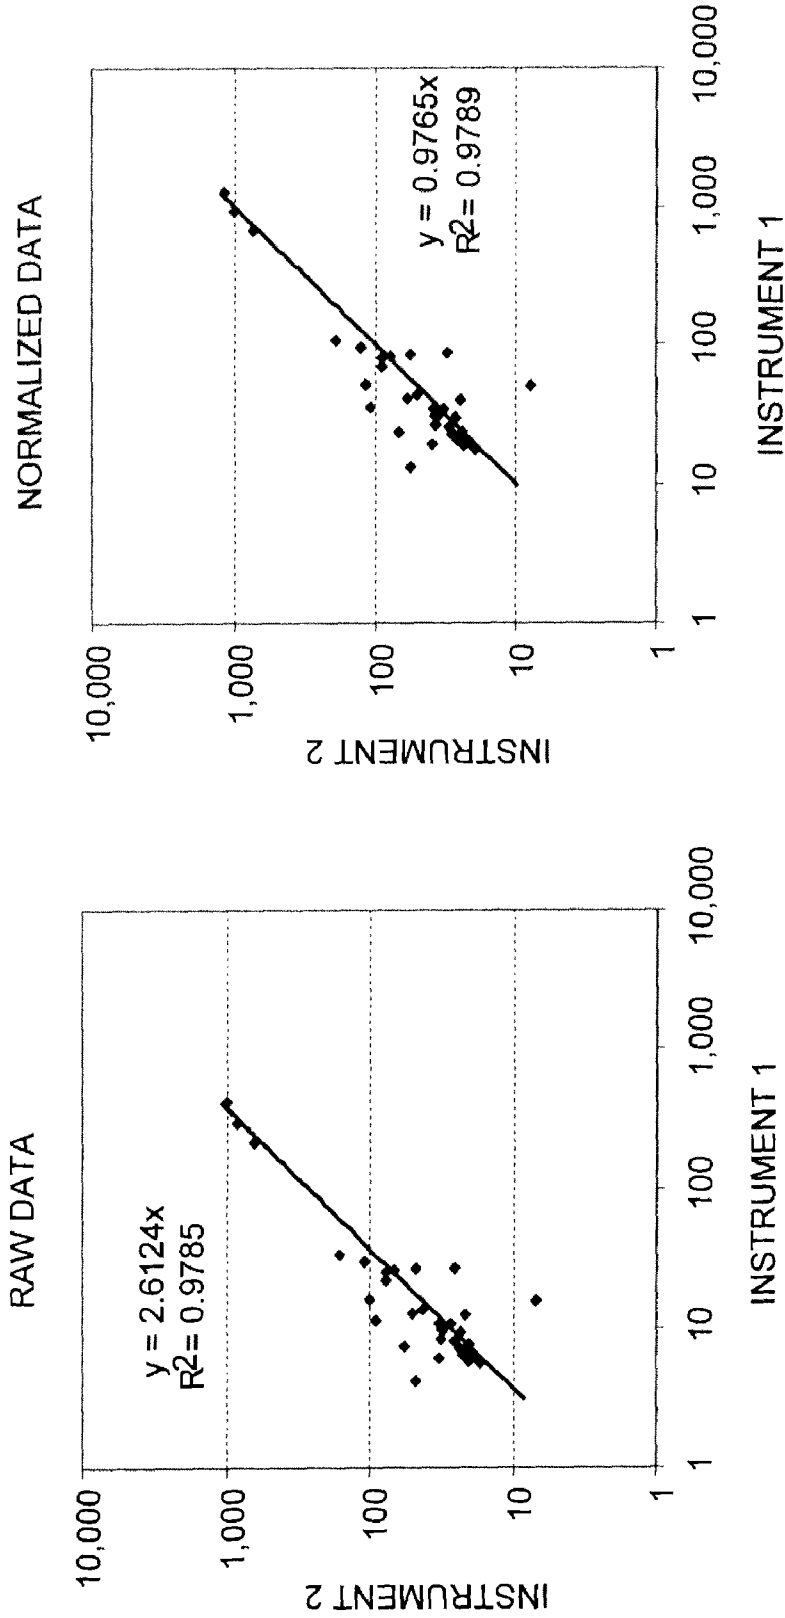 RAW DATA
y = 2.6124x
R2= 0.9785
10,000
1,000
100
10
1
INSTRUMENT 2
1
10
100
1,000
10,000
INSTRUMENT 1
NORMALIZED DATA
10,000
1,000
100
10
1
INSTRUMENT 2
y = 0.9765x
R2= 0.9789
1
10
100
1,000
10,000
INSTRUMENT 1